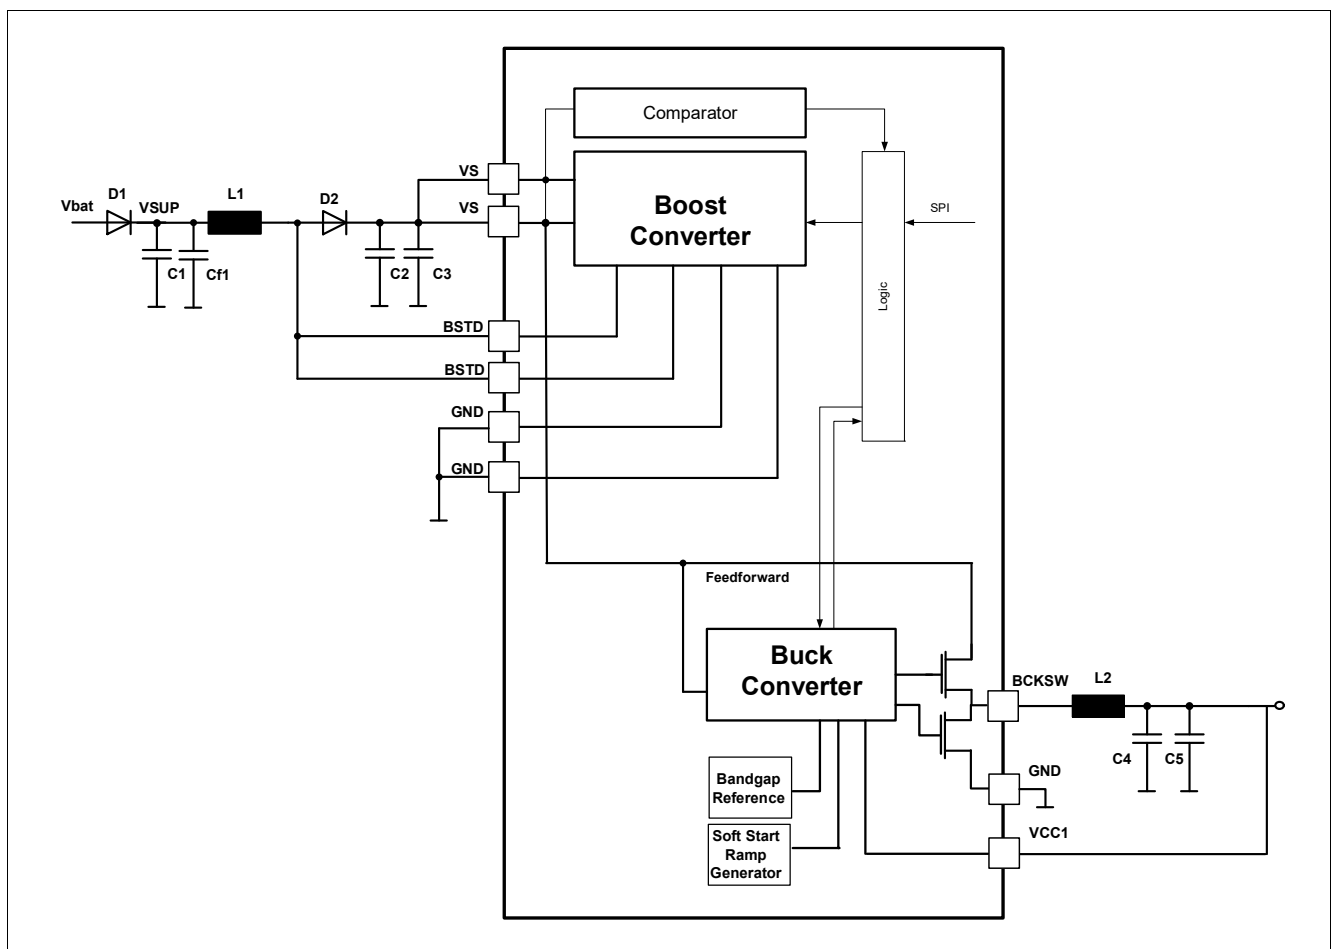 Comparator
VS
Boost
Converter
D1
L1
D2
Vbat
VSUP
VS
SPI
C1
Cf1
C2
C3
Logic
BSTD
BSTD
GND
GND
Feedforward
Buck
Converter
BCKSW
L2
C4
C5
GND
Bandgap
Reference
VCC1
Soft Start
Ramp
Generator